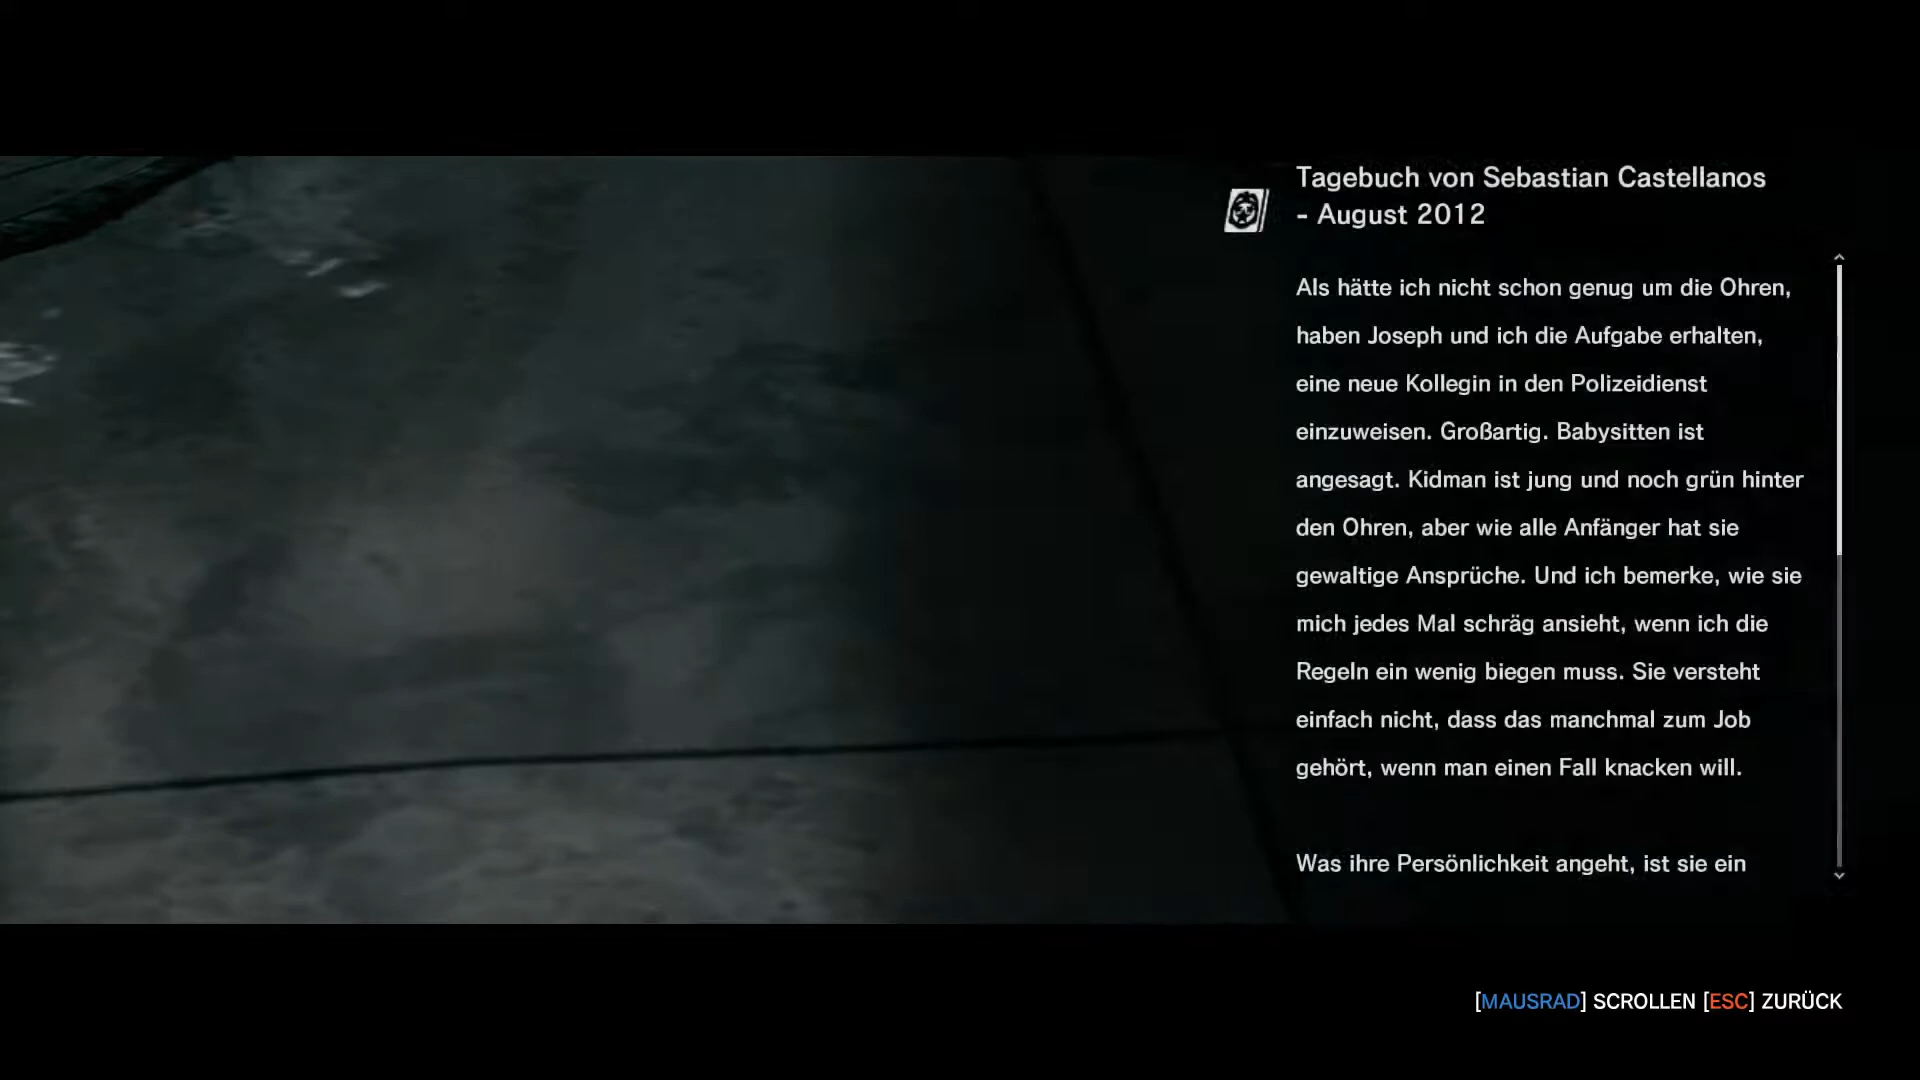 Tagebuch von Sebastian Castellanos
- August 2012
Als hätte ich nicht schon genug um die Ohren,
haben Joseph und ich die Aufgabe erhalten,
eine neue Kollegin in den Polizeidienst
einzuweisen. Großartig. Babysitten ist
angesagt. Kidman ist jung und noch grün hinter
den Ohren, aber wie alle Anfänger hat sie
gewaltige Ansprüche. Und ich bemerke, wie sie
mich jedes Mal schräg ansieht, wenn ich die
Regeln ein wenig biegen muss. Sie versteht
einfach nicht, dass das manchmal zum Job
gehört, wenn man einen Fall knacken will.
Was ihre Persönlichkeit angeht, ist sie ein
[MAUSRAD] SCROLLEN [ESC] ZURÜCK